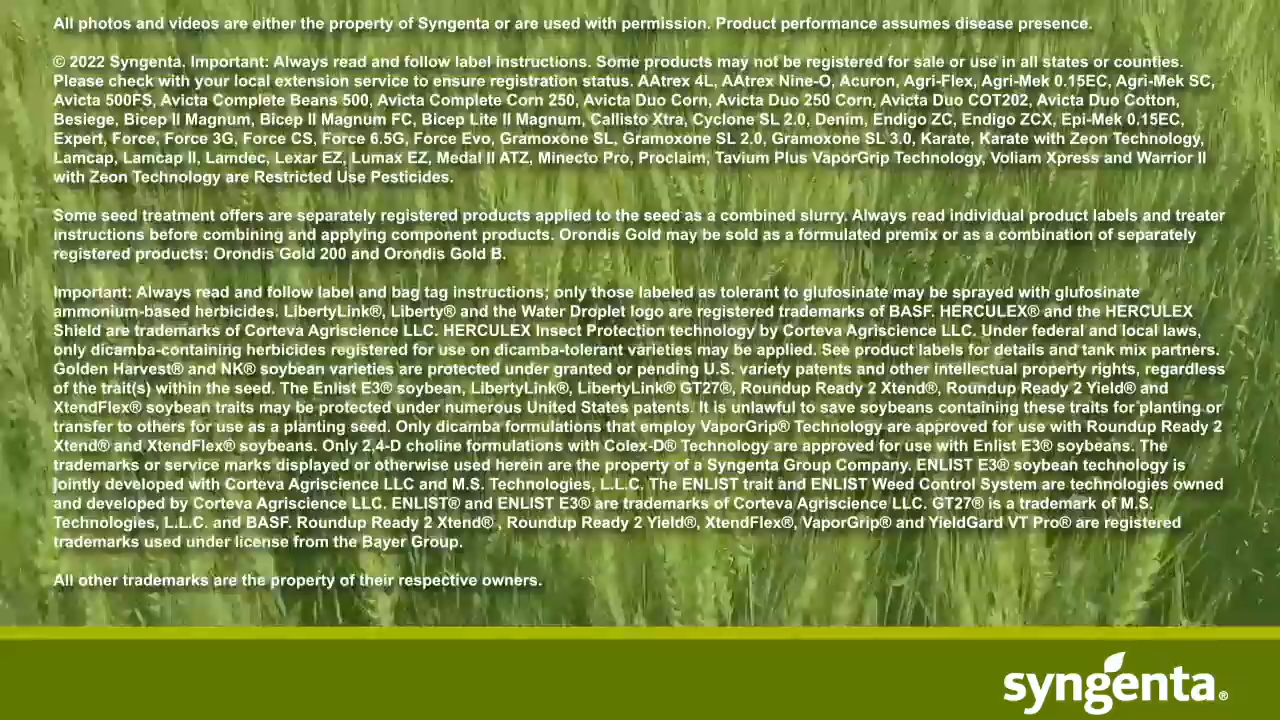 All photos and videos are either the property of Syngenta or are used with permission. Product performance assumes disease presence.
© 2022 Syngenta. Important: Always read and follow label instructions. Some products may not be registered for sale or use in all states or counties.
Please check with your local extension service to ensure registration status. AAtrex 4L, AAtrex Nine-O, Acuron, Agri-Flex, Agri-Mek 0.15EC, Agri-Mek SC,
Avicta 500FS, Avicta Complete Beans 500, Avicta Complete Corn 250, Avicta Duo Corn, Avicta Duo 250 Corn, Avicta Duo COT202, Avicta Duo Cotton,
Besiege, Bicep II Magnum, Bicep II Magnum FC, Bicep Lite II Magnum, Callisto Xtra, Cyclone SL 2.0, Denim, Endigo ZC, Endigo ZCX, Epi-Mek 0.15EC,
Expert, Force, Force 3G, Force CS, Force 6.5G, Force Evo, Gramoxone SL, Gramoxone SL 2.0, Gramoxone SL 3.0, Karate, Karate with Zeon Technology,
Lamcap, Lamcap II, Lamdec, Lexar EZ, Lumax EZ, Medal II ATZ, Minecto Pro, Proclaim, Tavium Plus VaporGrip Technology, Voliam Xpress and Warrior II
with Zeon Technology are Restricted Use Pesticides.
Some seed treatment offers are separately registered products applied to the seed as a combined slurry. Always read individual product labels and treater
instructions before combining and applying component products. Orondis Gold may be sold as a formulated premix or as a combination of separately
registered products: Orondis Gold 200 and Orondis Gold B.
Important: Always read and follow label and bag tag instructions; only those labeled as tolerant to glufosinate may be sprayed with glufosinate
ammonium-based herbicides. LibertyLink®, Liberty® and the Water Droplet logo are registered trademarks of BASF. HERCULEX® and the HERCULEX
Shield are trademarks of Corteva Agriscience LLC. HERCULEX Insect Protection technology by Corteva Agriscience LLC. Under federal and local laws,
only dicamba-containing herbicides registered for use on dicamba-tolerant varieties may be applied. See product labels for details and tank mix partners.
Golden Harvest® and NK® soybean varieties are protected under granted or pending U.S. variety patents and other intellectual property rights, regardless
of the trait(s) within the seed. The Enlist E3® soybean, LibertyLink®, LibertyLink® GT27®, Roundup Ready 2 Xtend®, Roundup Ready 2 Yield® and
XtendFlex® soybean traits may be protected under numerous United States patents. It is unlawful to save soybeans containing these traits for planting or
transfer to others for use as a planting seed. Only dicamba formulations that employ VaporGrip® Technology are approved for use with Roundup Ready 2
Xtend® and XtendFlex® soybeans. Only 2,4-D choline formulations with Colex-D® Technology are approved for use with Enlist E3® soybeans. The
trademarks or service marks displayed or otherwise used herein are the property of a Syngenta Group Company. ENLIST E3® soybean technology is
jointly developed with Corteva Agriscience LLC and M.S. Technologies, L.L.C. The ENLIST trait and ENLIST Weed Control System are technologies owned
and developed by Corteva Agriscience LLC. ENLIST® and ENLIST E3® are trademarks of Corteva Agriscience LLC. GT27® is a trademark of M.S.
Technologies, L.L.C. and BASF. Roundup Ready 2 Xtend® , Roundup Ready 2 Yield®, XtendFlex®, VaporGrip® and YieldGard VT Pro® are registered
trademarks used under license from the Bayer Group.
All other trademarks are the property of their respective owners.
syngenta®